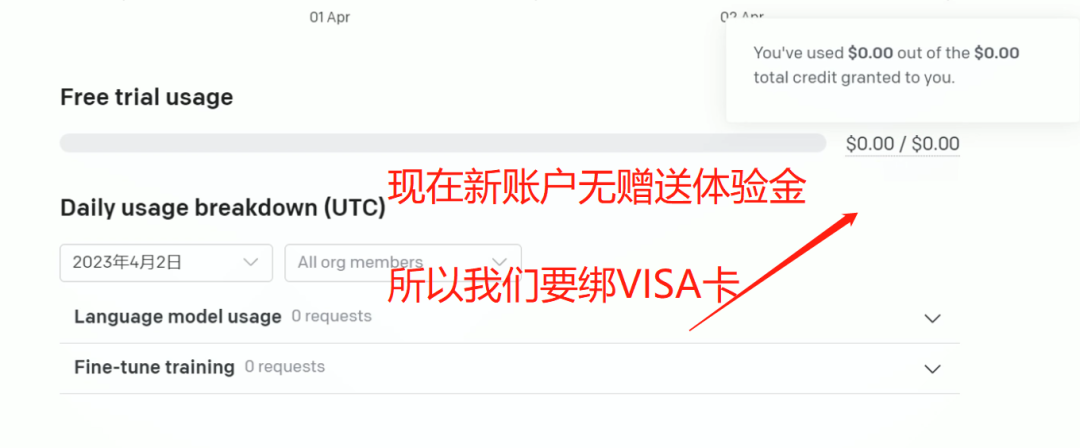 01 Apr
02 Apr
You've used $0.00 out of the $0.00
total credit granted to you.
Free trial usage
$0.00 / $0.00
现在新账户无赠送体验金
Daily usage breakdown (UTC)
2023年4月2日
All org members
所以我们要绑VISA卡
Language model usage 0 requests
Fine-tune training 0 requests